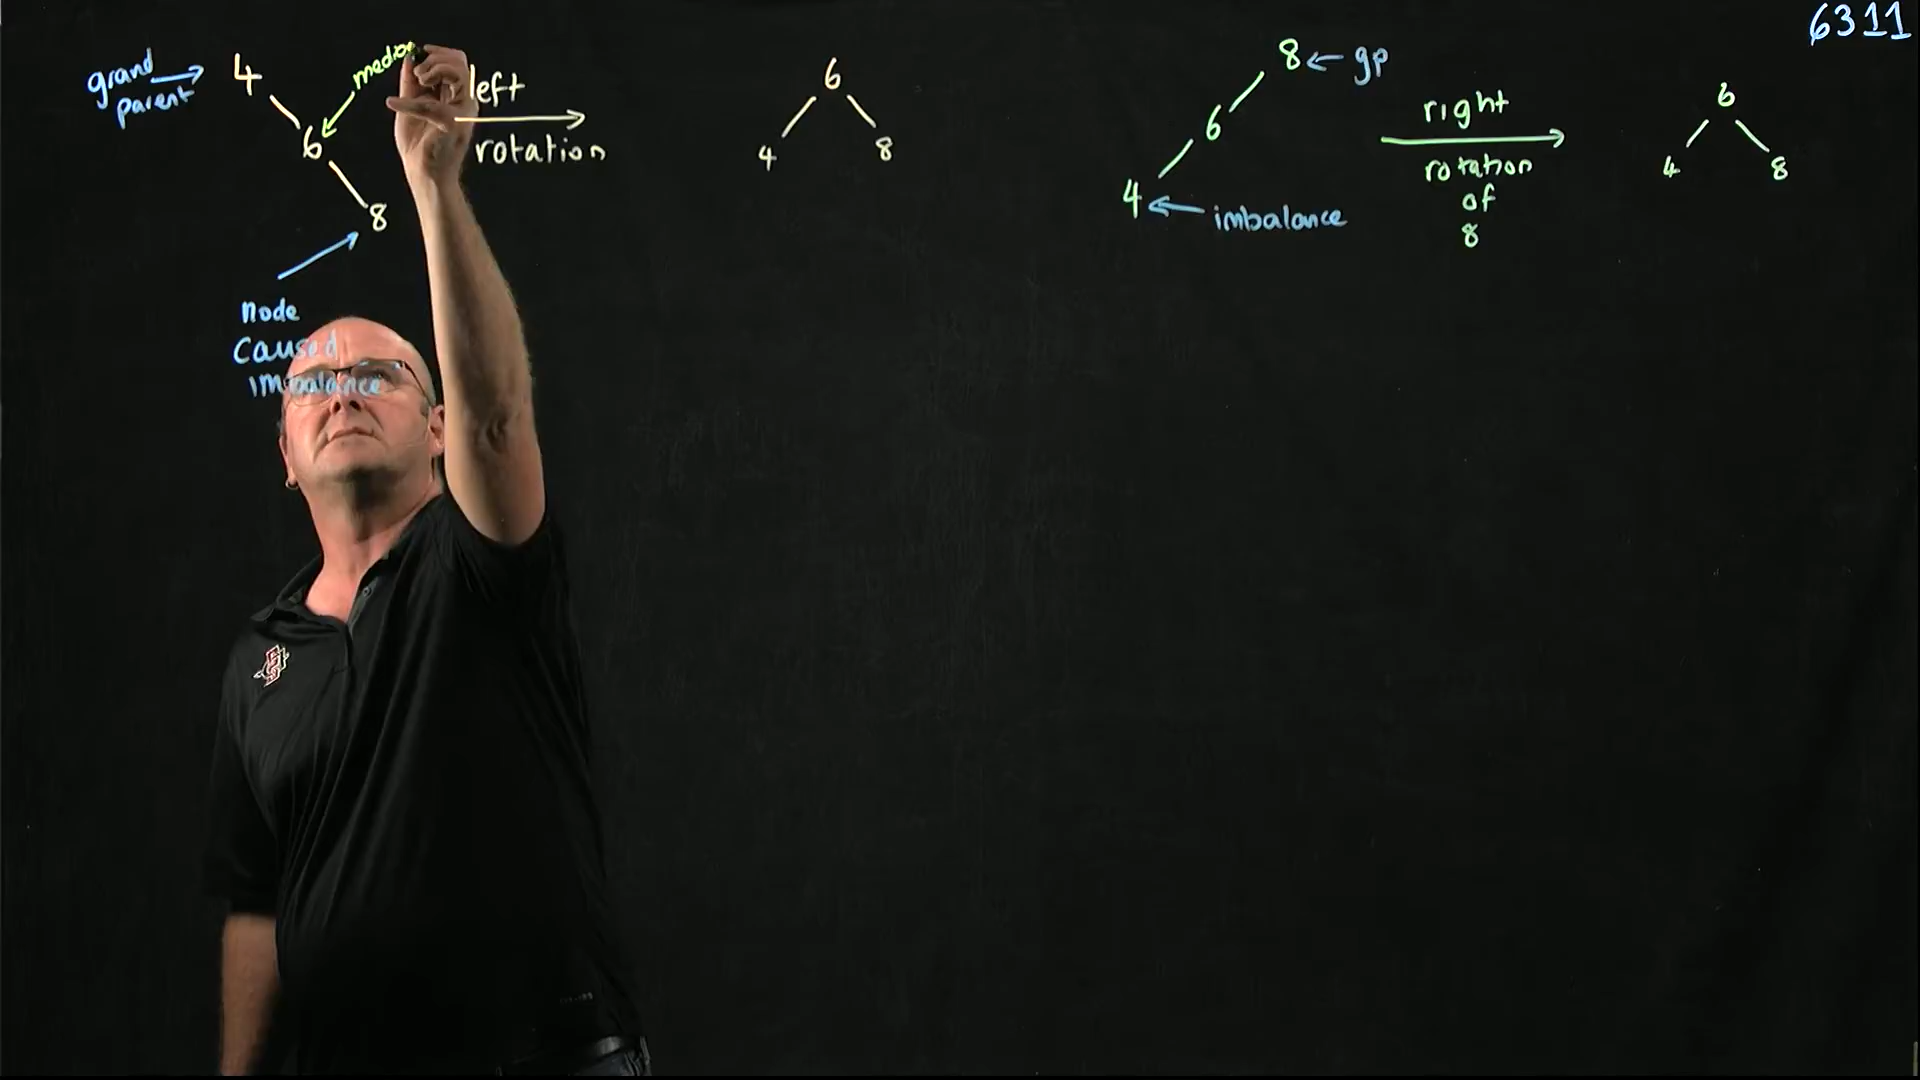 6311
grand
parent
4
6
8
median
left
rotation
node
caused
imbalance
6
4
8
8 ← gp
6
4
imbalance
right
rotation
of
8
6
4
8